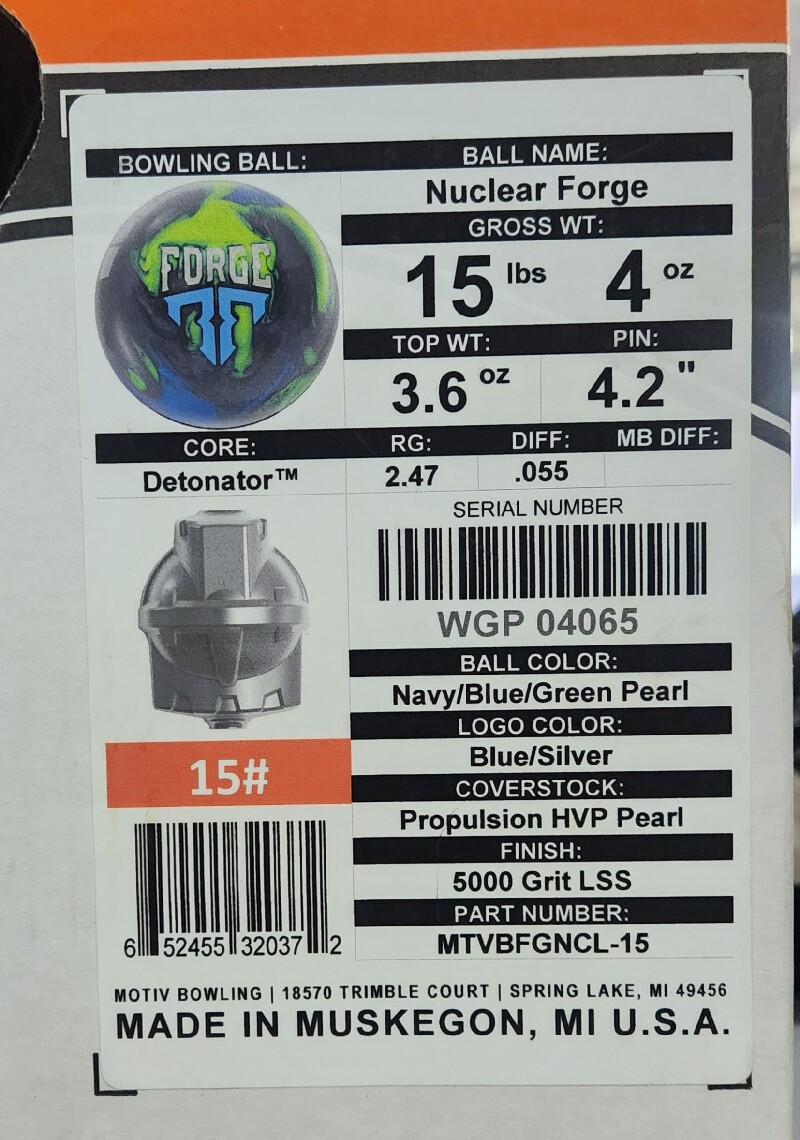 BOWLING BALL:
BALL NAME:
Nuclear Forge
FORGE
GROSS WT:
15 lbs 4 oz
TOP WT: PIN:
3.6 oz 4.2 "
CORE: RG: DIFF: MB DIFF:
Detonator™ 2.47 .055
SERIAL NUMBER
WGP 04065
BALL COLOR:
Navy/Blue/Green Pearl
LOGO COLOR:
Blue/Silver
15#
COVERSTOCK:
Propulsion HVP Pearl
FINISH:
5000 Grit LSS
PART NUMBER:
MTVBFGNCL-15
6 52455 32037 2
MOTIV BOWLING | 18570 TRIMBLE COURT | SPRING LAKE, MI 49456
MADE IN MUSKEGON, MI U.S.A.